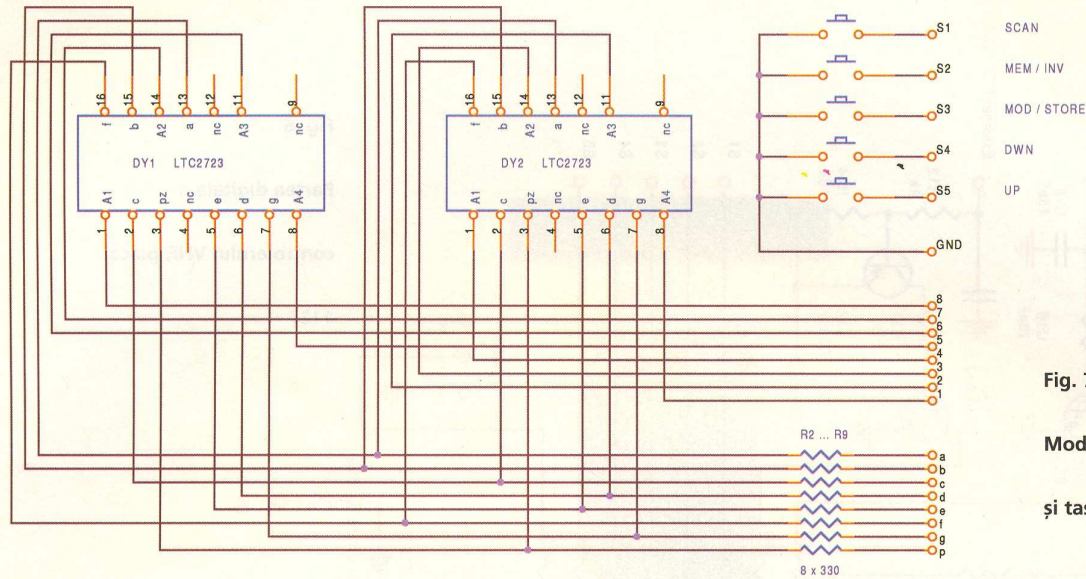 16 15 14 13 12 11 9
f b A2 a nc A3 nc
DY1 LTC2723
A1 c pz nc e d g A4
1 2 3 4 5 6 7 8
16 15 14 13 12 11 9
f b A2 a nc A3 nc
DY2 LTC2723
A1 c pz nc e d g A4
1 2 3 4 5 6 7 8
S1 SCAN
S2 MEM / INV
S3 MOD / STORE
S4 DWN
S5 UP
GND
8
7
6
5
4
3
2
1
R2 ... R9
a
b
c
d
e
f
g
p
8 x 330
Fig.
Mod
și tas